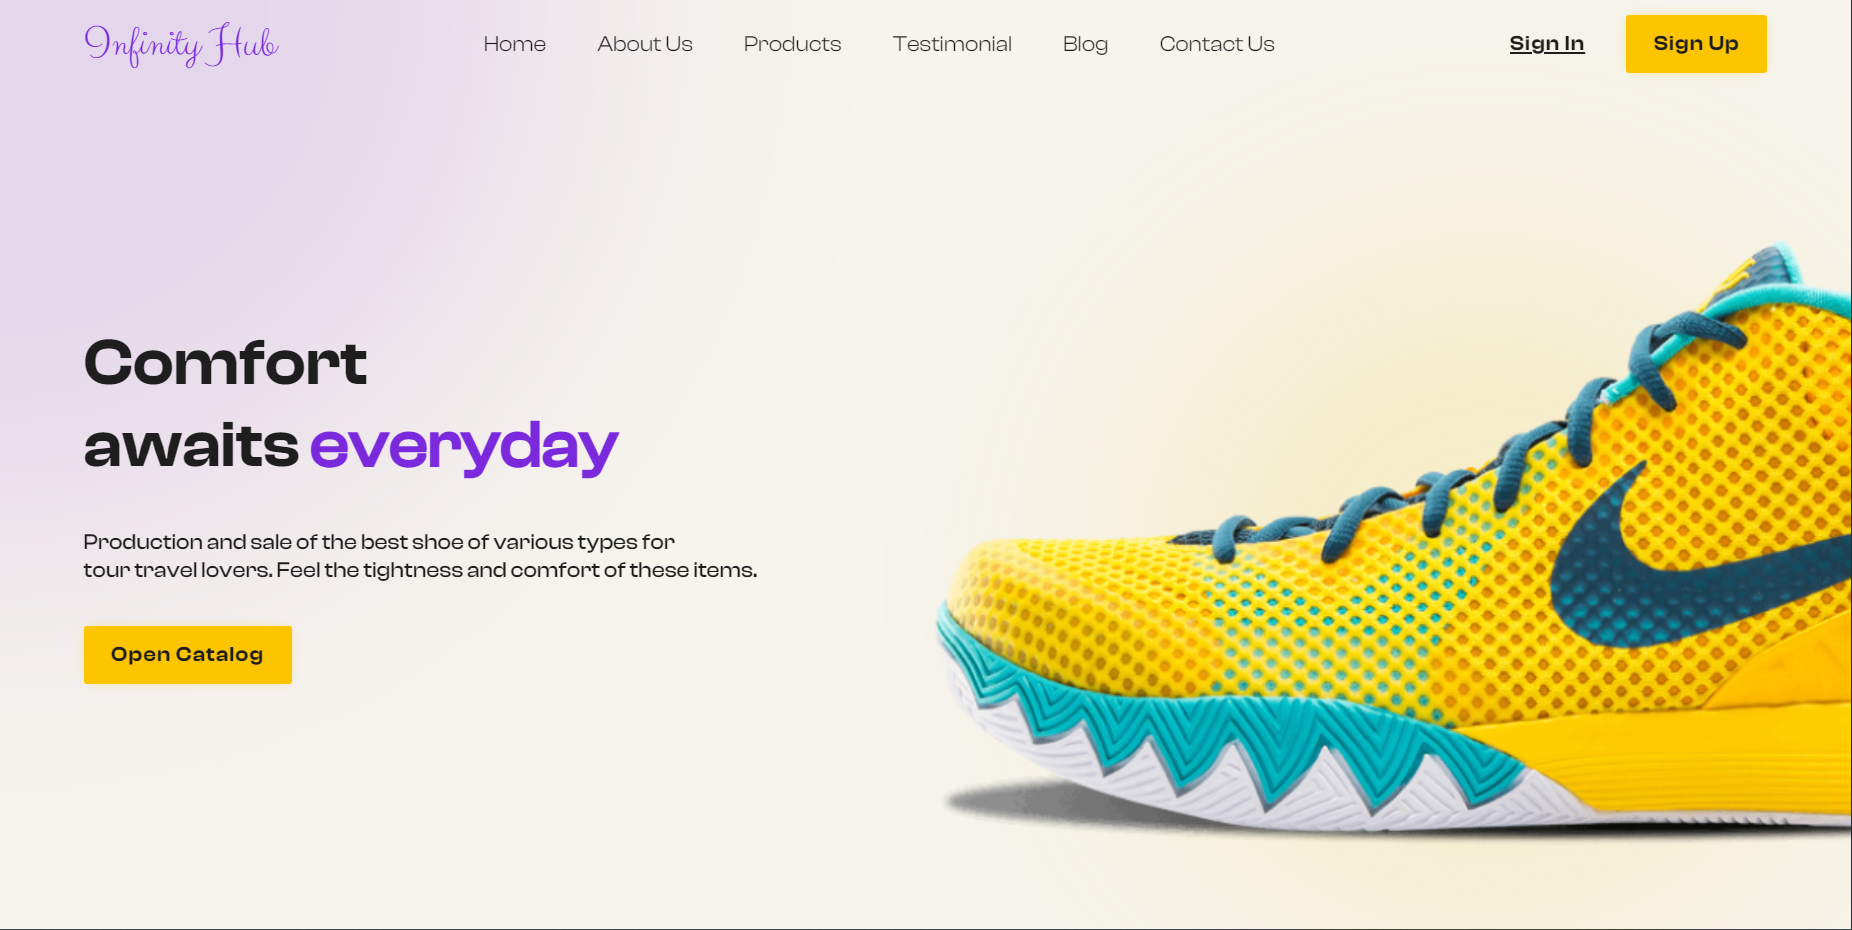 Infinity Hub
Home
About Us
Products
Testimonial
Blog
Contact Us
Sign In
Sign Up
Comfort
awaits everyday
Production and sale of the best shoe of various types for
tour travel lovers. Feel the tightness and comfort of these items.
Open Catalog